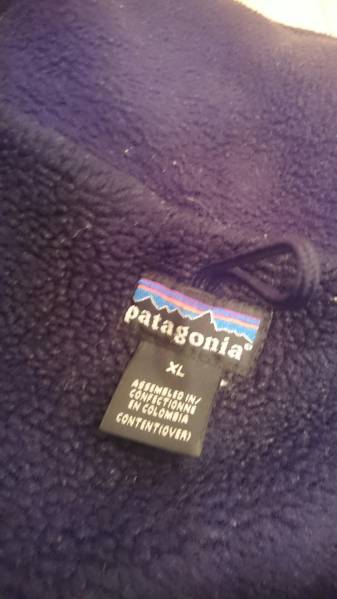 patagonia®
XL
ASSEMBLED IN/
CONFECTIONNE
EN COLOMBIA
CONTENT(OVER)